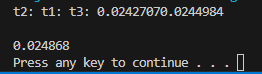 t2: t1: t3: 0.02427070.0244984

0.024868
Press any key to continue . . .